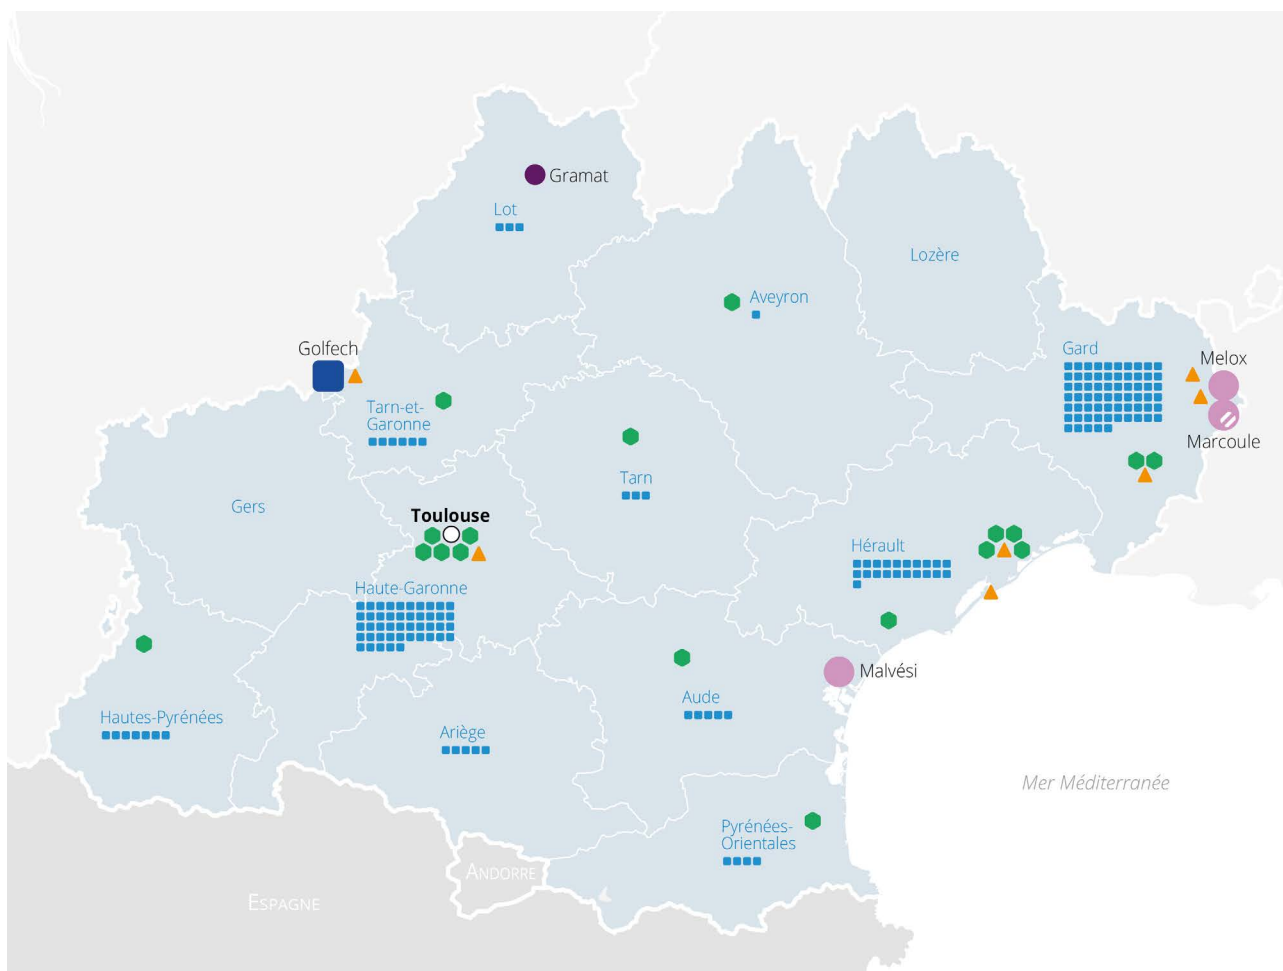 Gramat
Lot
Lozère
Aveyron
Golfech
Gard
Melox
Tarn-et-
Garonne
Marcoule
Tarn
Gers
Toulouse
Hérault
Haute-Garonne
Malvési
Aude
Hautes-Pyrénées
Ariège
Mer Méditerranée
Pyrénées-
Orientales
ANDORRE
ESPAGNE